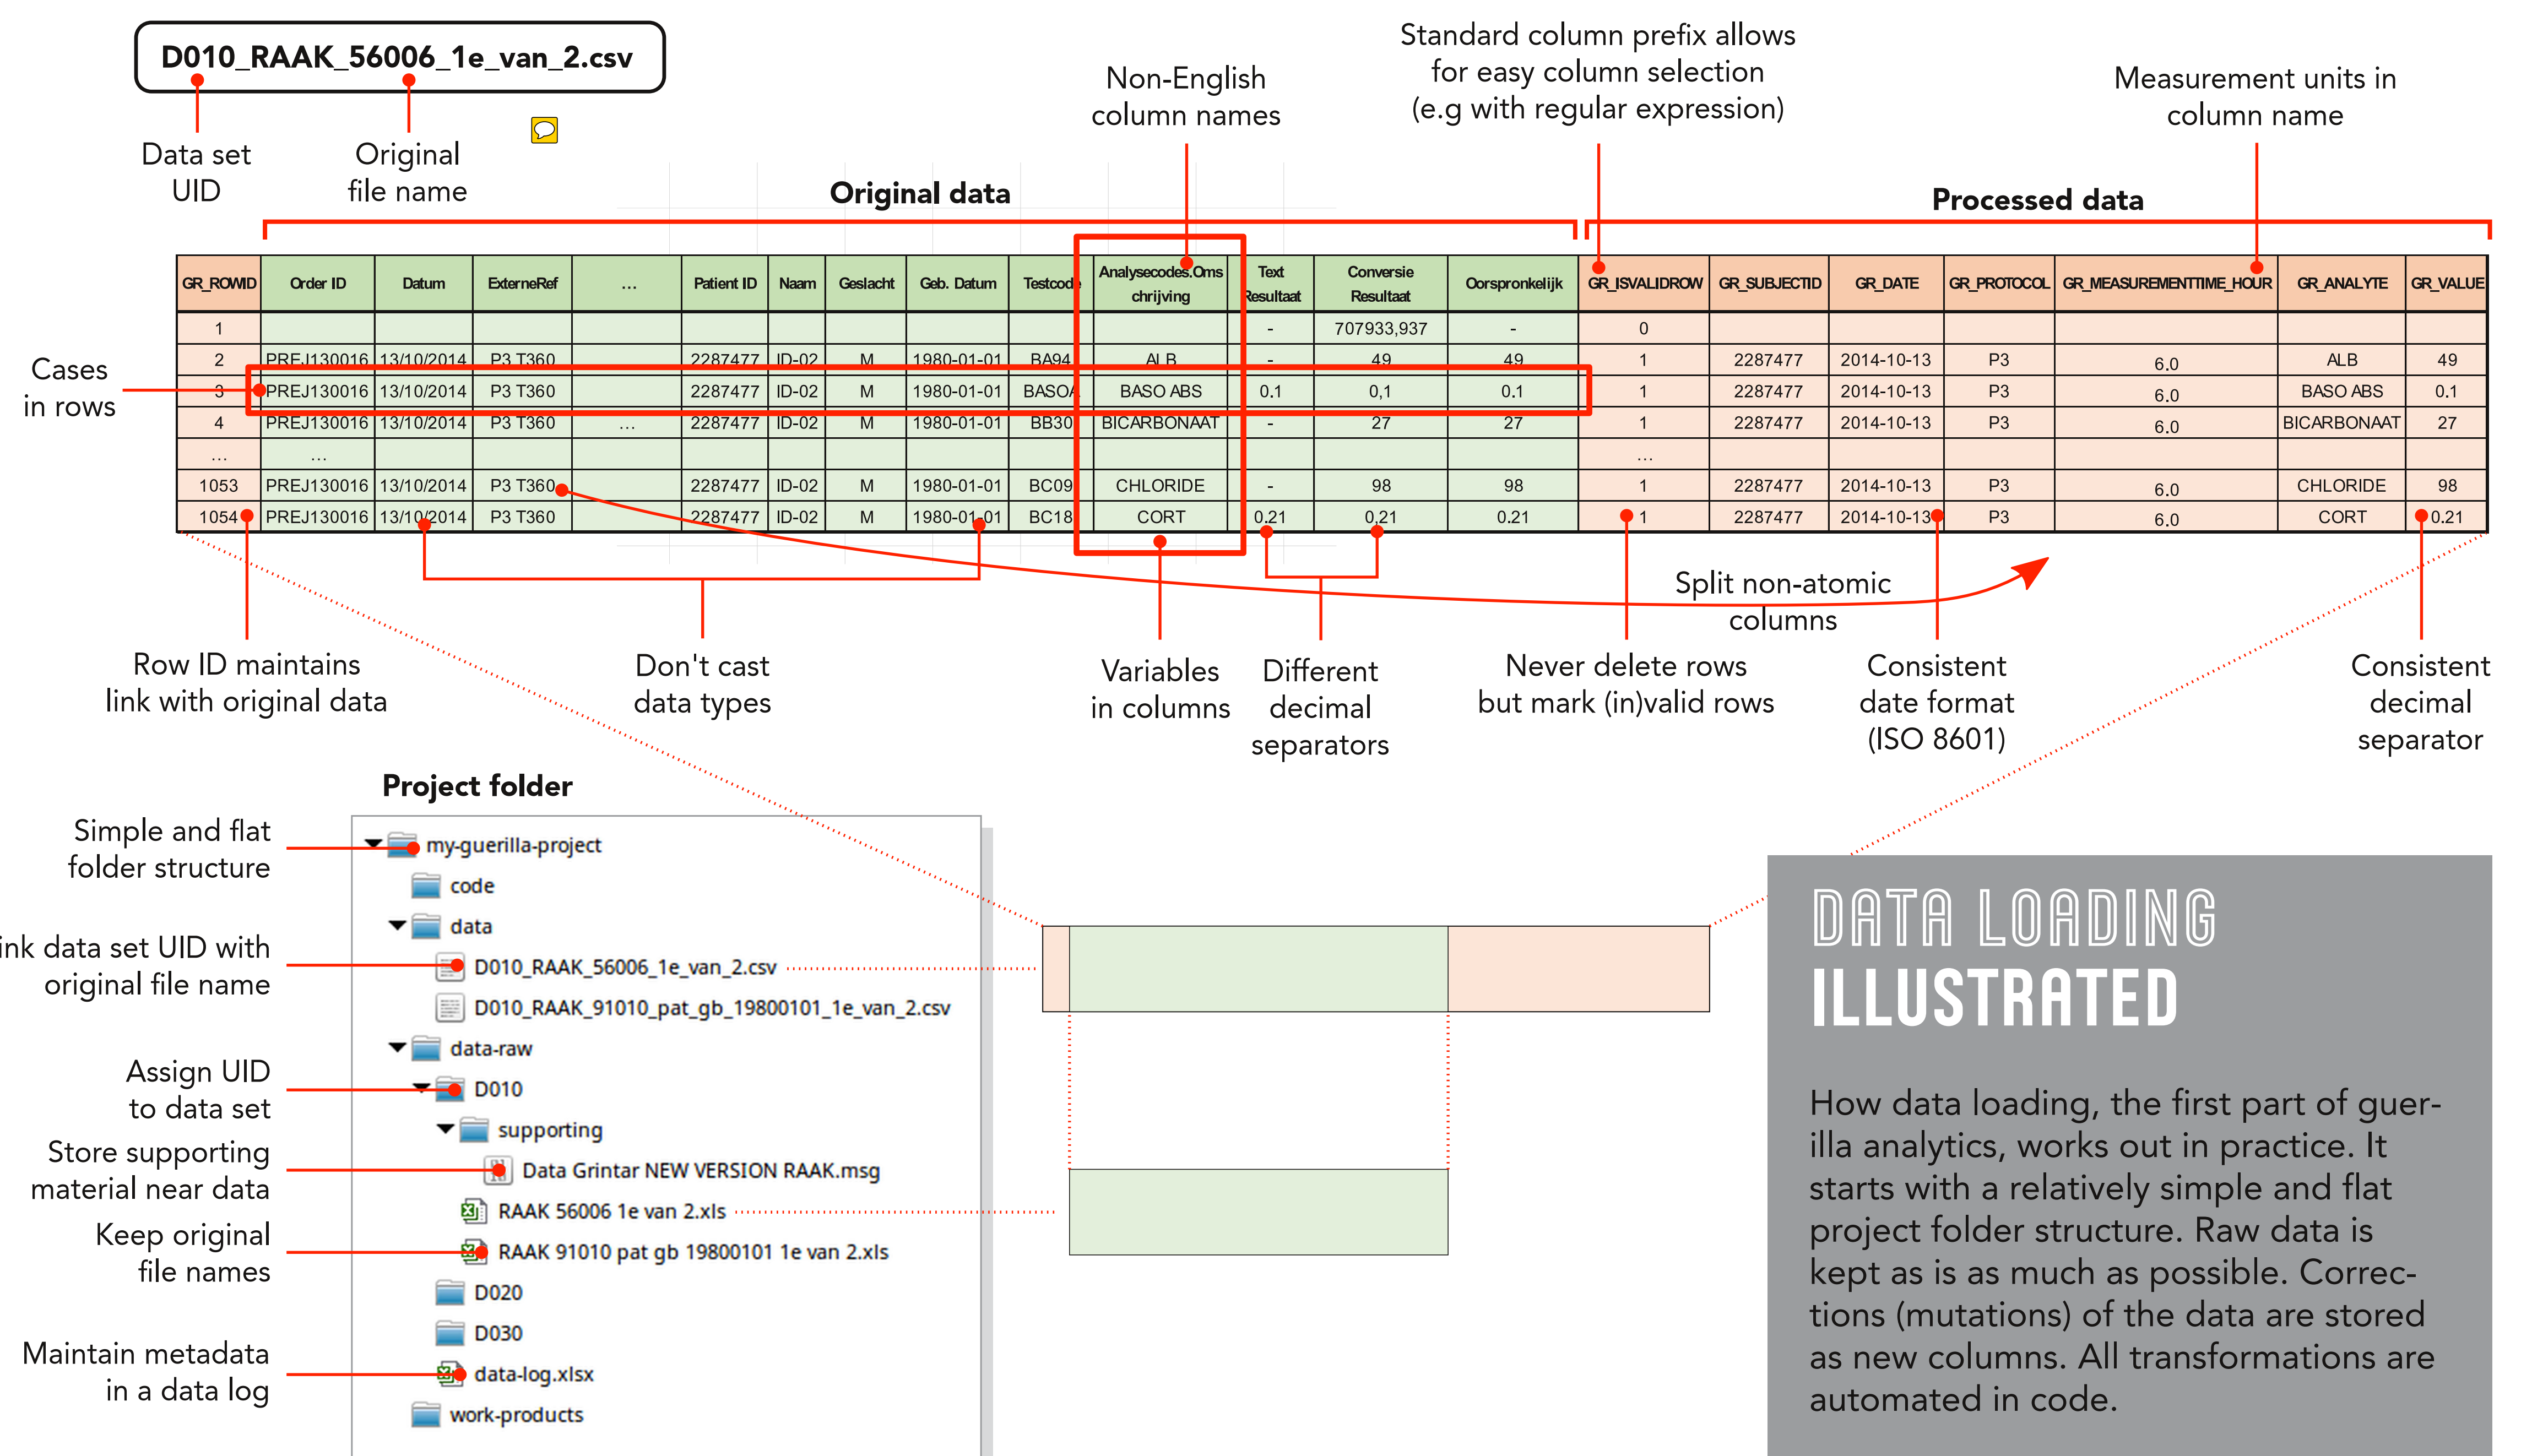 D010_RAAK_56006_1e_van_2.csv
Data set
UID
Original
file name
Non-English
column names
Standard column prefix allows
for easy column selection
(e.g with regular expression)
Measurement units in
column name
Original data
Processed data
GR_ROWID Order ID Datum ExterneRef ... Patient ID Naam Geslacht Geb. Datum Testcode Analysecodes.Oms Text Conversie Oorspronkelijk GR_ISVALIDROW GR_SUBJECTID GR_DATE GR_PROTOCOL GR_MEASUREMENTTIME_HOUR GR_ANALYTE GR_VALUE
chrijving Resultaat Resultaat
1 - 707933,937 - 0
2 PREJ130016 13/10/2014 P3 T360 2287477 ID-02 M 1980-01-01 BA94 ALB - 49 49 1 2287477 2014-10-13 P3 6.0 ALB 49
3 PREJ130016 13/10/2014 P3 T360 2287477 ID-02 M 1980-01-01 BASOA BASO ABS 0.1 0,1 0.1 1 2287477 2014-10-13 P3 6.0 BASO ABS 0.1
4 PREJ130016 13/10/2014 P3 T360 ... 2287477 ID-02 M 1980-01-01 BB30 BICARBONAAT - 27 27 1 2287477 2014-10-13 P3 6.0 BICARBONAAT 27
... ... ...
1053 PREJ130016 13/10/2014 P3 T360 2287477 ID-02 M 1980-01-01 BC09 CHLORIDE - 98 98 1 2287477 2014-10-13 P3 6.0 CHLORIDE 98
1054 PREJ130016 13/10/2014 P3 T360 2287477 ID-02 M 1980-01-01 BC18 CORT 0.21 0,21 0.21 1 2287477 2014-10-13 P3 6.0 CORT 0.21
Cases
in rows
Split non-atomic
columns
Row ID maintains
link with original data
Don't cast
data types
Variables
in columns
Different
decimal
separators
Never delete rows
but mark (in)valid rows
Consistent
date format
(ISO 8601)
Consistent
decimal
separator
Project folder
Simple and flat
folder structure
ink data set UID with
original file name
Assign UID
to data set
Store supporting
material near data
Keep original
file names
Maintain metadata
in a data log
my-guerilla-project
code
data
D010_RAAK_56006_1e_van_2.csv
D010_RAAK_91010_pat_gb_19800101_1e_van_2.csv
data-raw
D010
supporting
Data Grintar NEW VERSION RAAK.msg
RAAK 56006 1e van 2.xls
RAAK 91010 pat gb 19800101 1e van 2.xls
D020
D030
data-log.xlsx
work-products
DATA LOADING
ILLUSTRATED
How data loading, the first part of guer-
illa analytics, works out in practice. It
starts with a relatively simple and flat
project folder structure. Raw data is
kept as is as much as possible. Correc-
tions (mutations) of the data are stored
as new columns. All transformations are
automated in code.